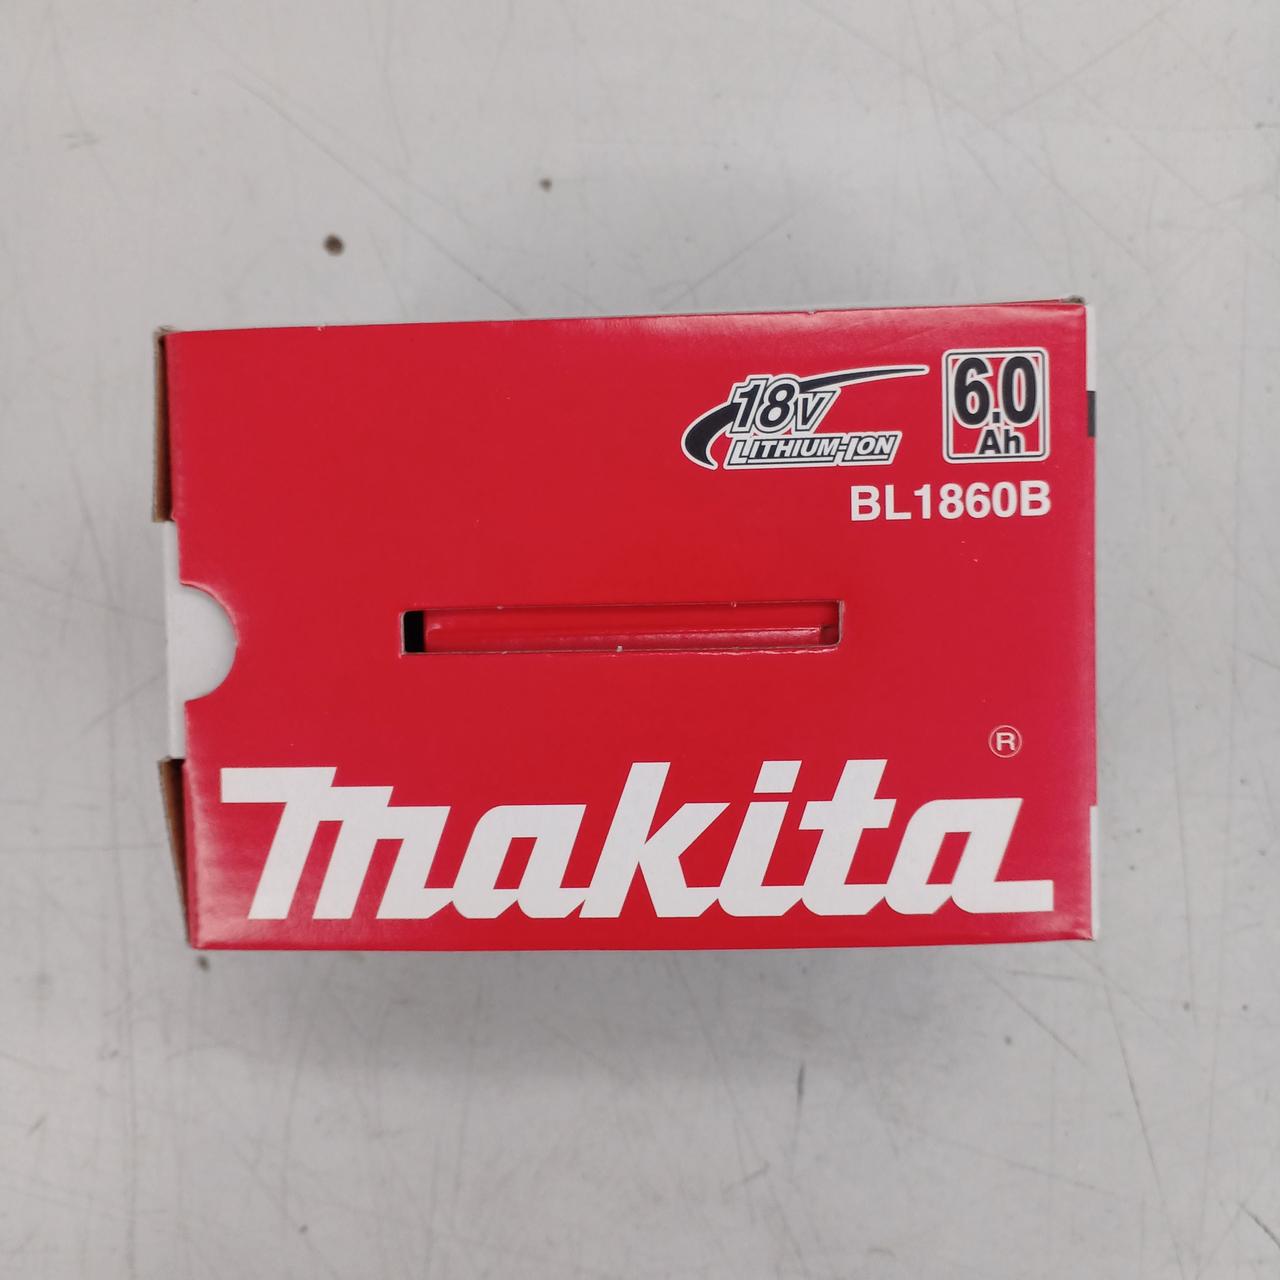 18V
LITHIUM-ION
6.0
Ah
BL1860B
®
makita